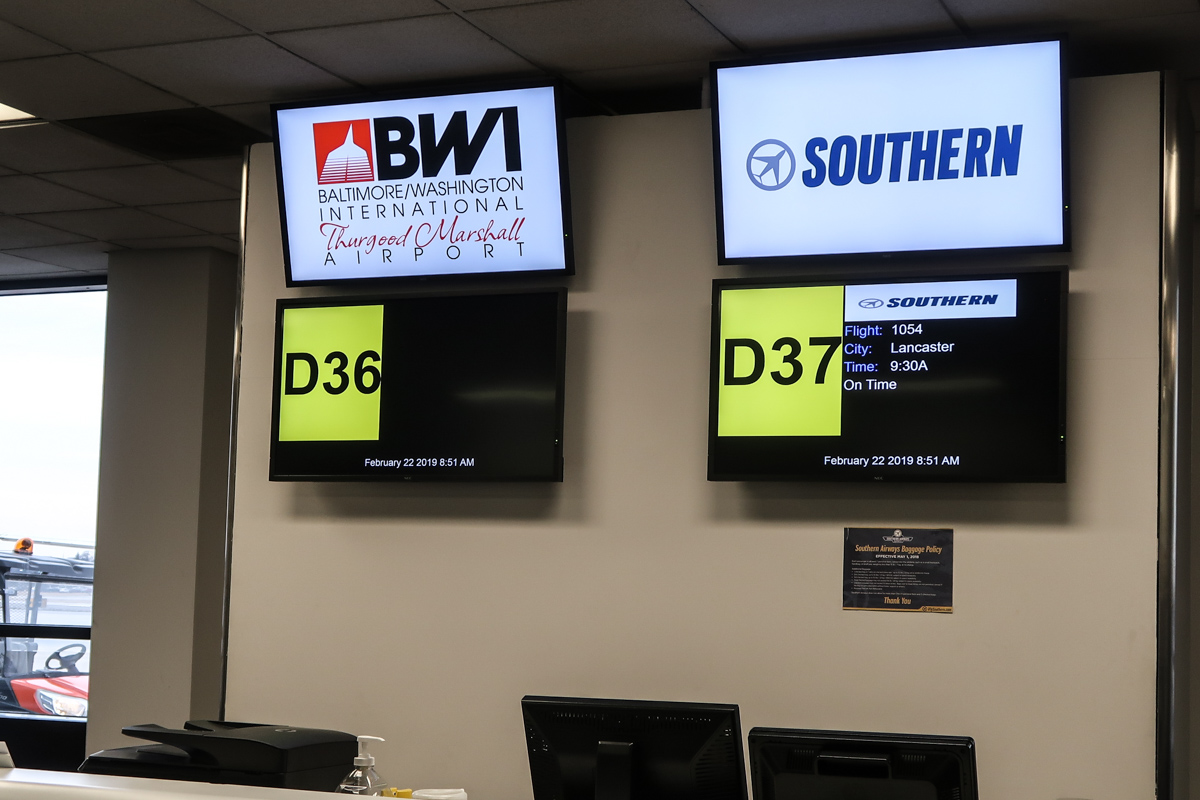 BWI
BALTIMORE/WASHINGTON
INTERNATIONAL
Thurgood Marshall
AIRPORT
SOUTHERN
D36
February 22 2019 8:51 AM
D37
SOUTHERN
Flight: 1054
City: Lancaster
Time: 9:30A
On Time
February 22 2019 8:51 AM
Southern Airways Baggage Policy
EFFECTIVE MAY 1, 2018
Thank You